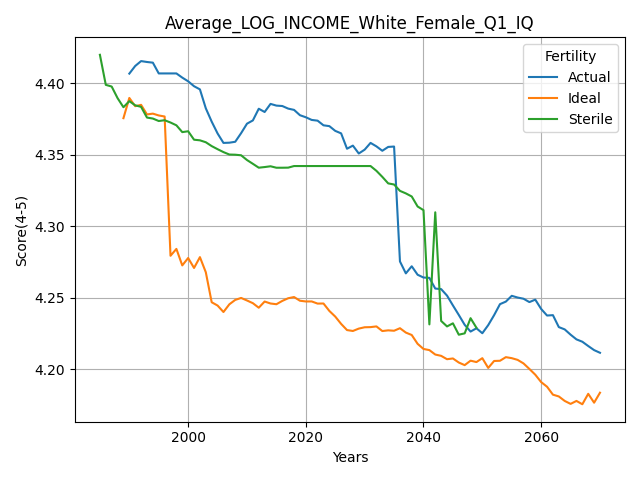 Average_LOG_INCOME_White_Female_Q1_IQ
Fertility
Actual
Ideal
Sterile
Score(4-5)
4.40
4.35
4.30
4.25
4.20
2000
2020
2040
2060
Years